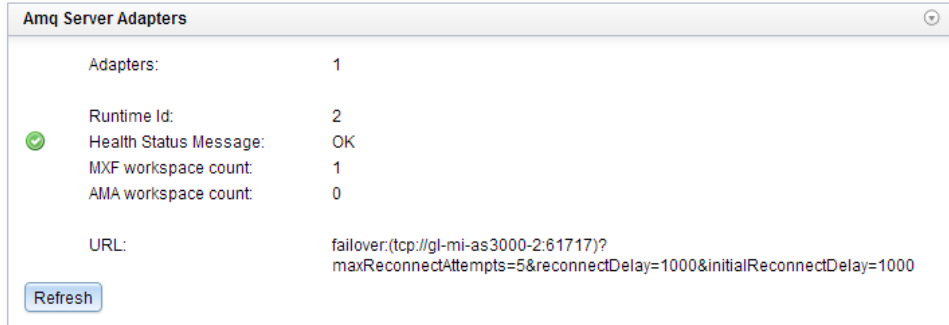 Amq Server Adapters
Adapters: 1
Runtime Id: 2
Health Status Message: OK
MXF workspace count: 1
AMA workspace count: 0
URL: failover:(tcp://gl-mi-as3000-2:61717)?
maxReconnectAttempts=5&reconnectDelay=1000&initialReconnectDelay=1000
Refresh